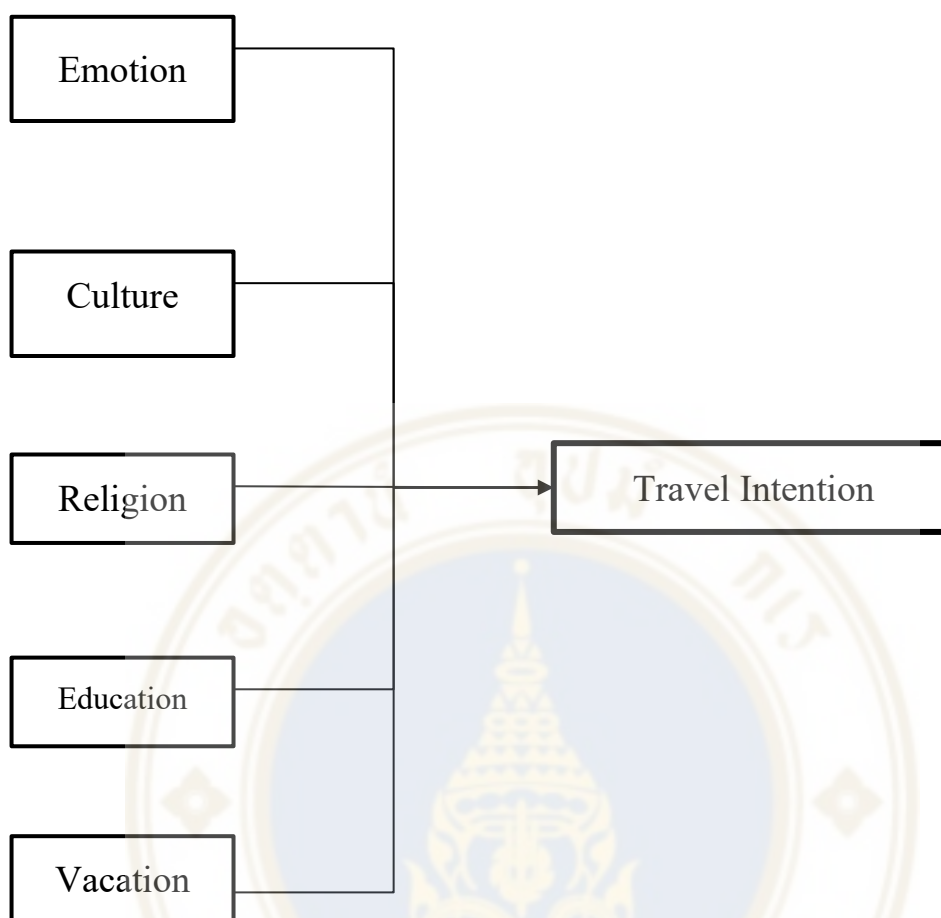 Emotion
Culture
Religion
Travel Intention
Education
Vacation